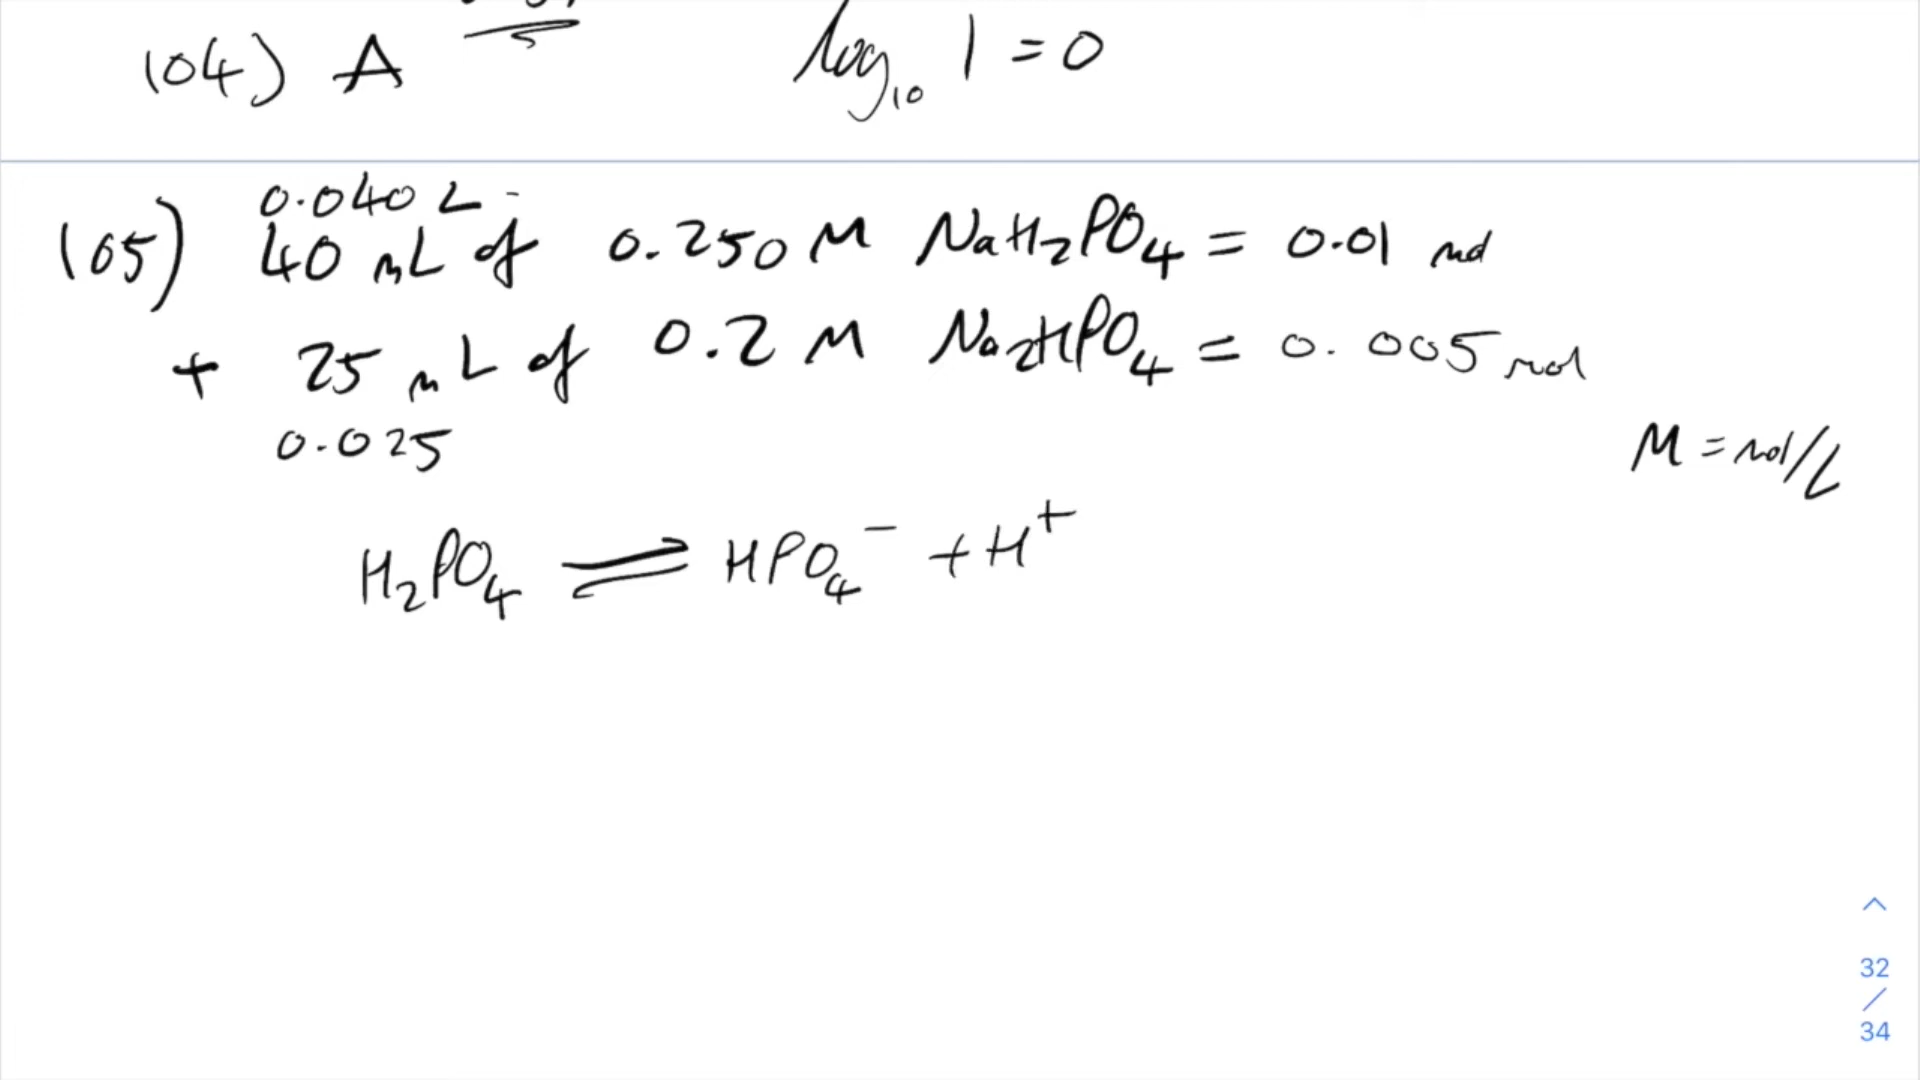 104) A log₁₀ 1 = 0
0.040 L
105) 40 mL of 0.250 M NaH₂PO₄ = 0.01 mol
+ 25 mL of 0.2 M Na₂HPO₄ = 0.005 mol
0.025
M = mol/L
H₂PO₄ ⇌ HPO₄⁻ + H⁺
32
/
34